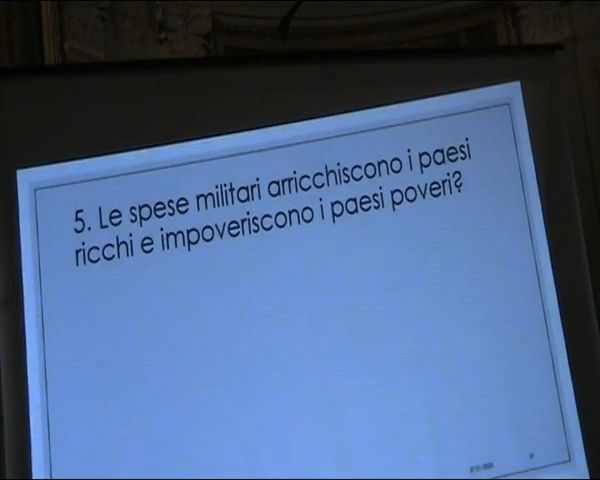 5. Le spese militari arricchiscono i paesi
ricchi e impoveriscono i paesi poveri?